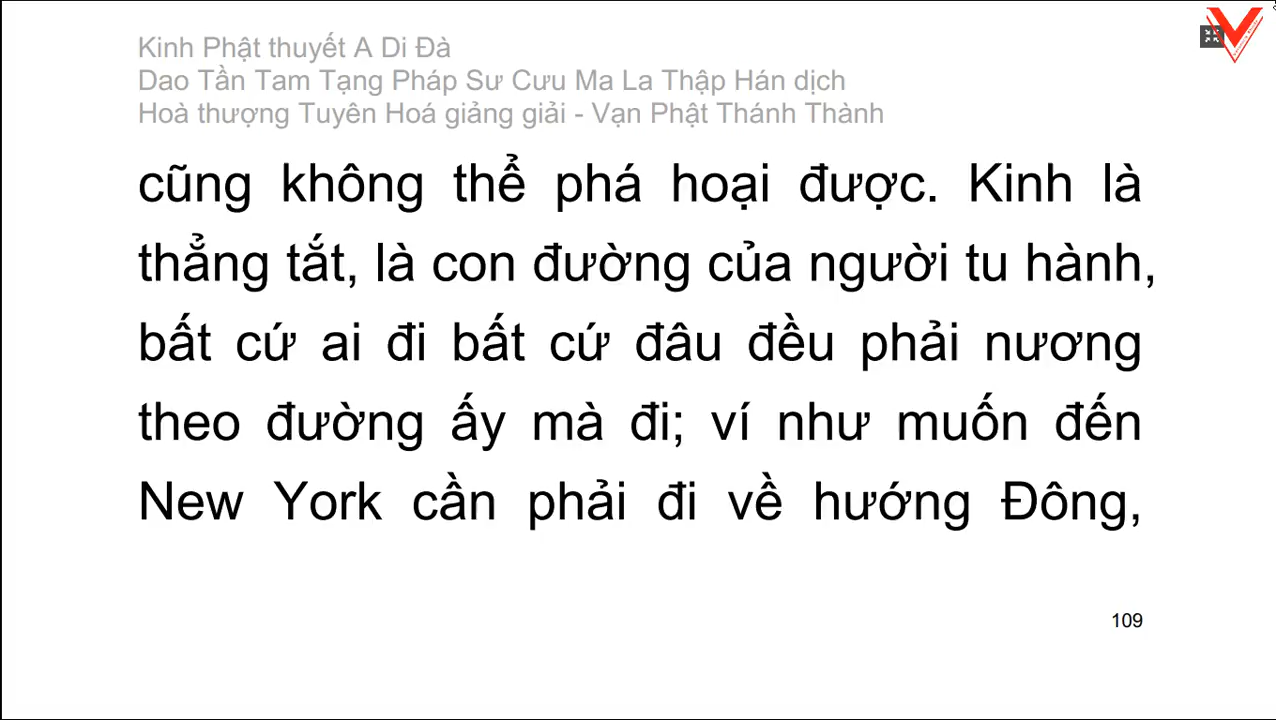 Kinh Phật thuyết A Di Đà
Dao Tần Tam Tạng Pháp Sư Cưu Ma La Thập Hán dịch
Hoà thượng Tuyên Hoá giảng giải - Vạn Phật Thánh Thành
cũng không thể phá hoại được. Kinh là
thẳng tắt, là con đường của người tu hành,
bất cứ ai đi bất cứ đâu đều phải nương
theo đường ấy mà đi; ví như muốn đến
New York cần phải đi về hướng Đông,
109